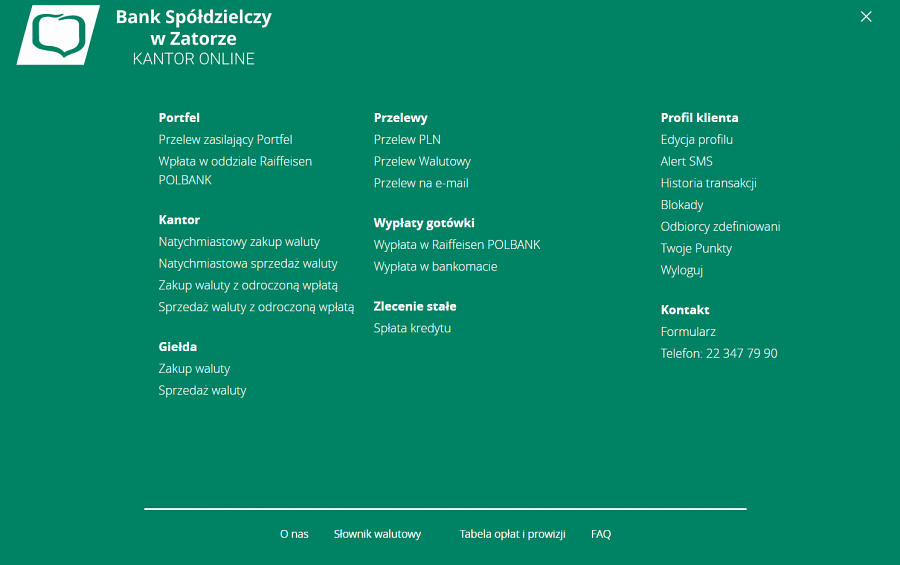 Bank Spółdzielczy
w Zatorze
KANTOR ONLINE
Portfel
Przelew zasilający Portfel
Wpłata w oddziale Raiffeisen
POLBANK
Kantor
Natychmiastowy zakup waluty
Natychmiastowa sprzedaż waluty
Zakup waluty z odroczoną wpłatą
Sprzedaż waluty z odroczoną wpłatą
Giełda
Zakup waluty
Sprzedaż waluty
Przelewy
Przelew PLN
Przelew Walutowy
Przelew na e-mail
Wypłaty gotówki
Wypłata w Raiffeisen POLBANK
Wypłata w bankomacie
Zlecenie stałe
Spłata kredytu
Profil klienta
Edycja profilu
Alert SMS
Historia transakcji
Blokady
Odbiorcy zdefiniowani
Twoje Punkty
Wyloguj
Kontakt
Formularz
Telefon: 22 347 79 90
O nas Słownik walutowy Tabela opłat i prowizji FAQ